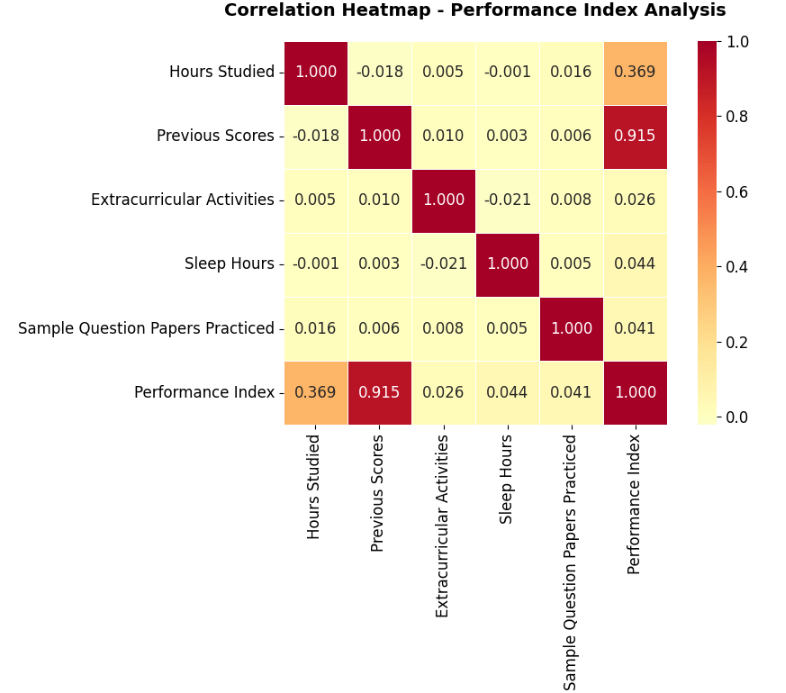 Correlation Heatmap - Performance Index Analysis
Hours Studied 1.000 -0.018 0.005 -0.001 0.016 0.369
Previous Scores -0.018 1.000 0.010 0.003 0.006 0.915
Extracurricular Activities 0.005 0.010 1.000 -0.021 0.008 0.026
Sleep Hours -0.001 0.003 -0.021 1.000 0.005 0.044
Sample Question Papers Practiced 0.016 0.006 0.008 0.005 1.000 0.041
Performance Index 0.369 0.915 0.026 0.044 0.041 1.000
Hours Studied
Previous Scores
Extracurricular Activities
Sleep Hours
Sample Question Papers Practiced
Performance Index
1.0
0.8
0.6
0.4
0.2
0.0